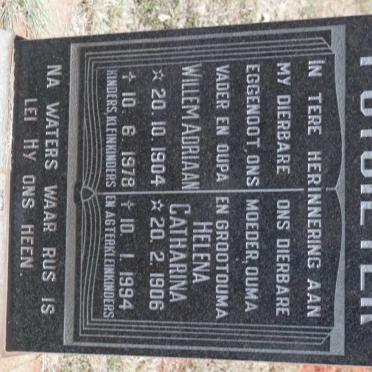 IN TERE HERINNERING AAN
MY DIERBARE
EGGENOOT, ONS
VADER EN OUPA
WILLEM ADRIAAN
☆ 20. 10. 1904
✝ 10. 6. 1978
KINDERS, KLEINKINDERS
ONS DIERBARE
MOEDER, OUMA
EN GROOTOUMA
HELENA
CATHARINA
☆ 20. 2. 1906
✝ 10. 1. 1994
EN AGTERKLEINKINDERS
NA WATERS WAAR RUS IS
LEI HY ONS HEEN